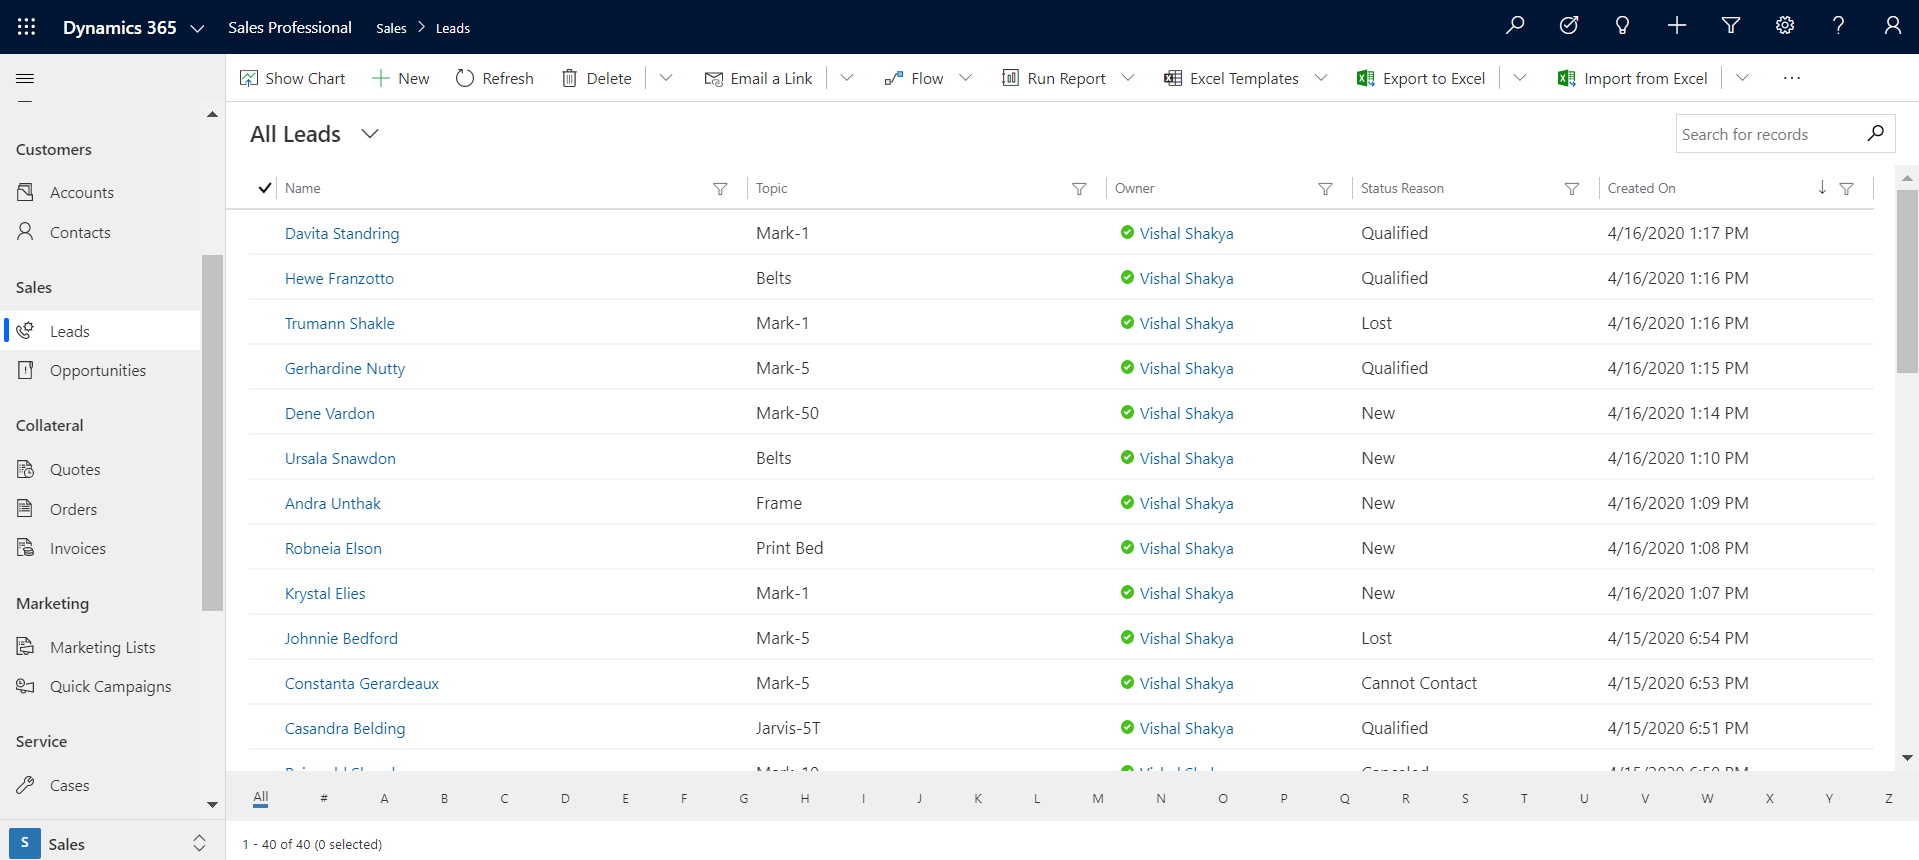 Dynamics 365 Sales Professional Sales > Leads
Show Chart New Refresh Delete Email a Link Flow Run Report Excel Templates Export to Excel Import from Excel ...
Customers
Accounts
Contacts
Sales
Leads
Opportunities
Collateral
Quotes
Orders
Invoices
Marketing
Marketing Lists
Quick Campaigns
Service
Cases
S Sales
All Leads
Search for records
Name Topic Owner Status Reason Created On
Davita Standring Mark-1 Vishal Shakya Qualified 4/16/2020 1:17 PM
Hewe Franzotto Belts Vishal Shakya Qualified 4/16/2020 1:16 PM
Trumann Shakle Mark-1 Vishal Shakya Lost 4/16/2020 1:16 PM
Gerhardine Nutty Mark-5 Vishal Shakya Qualified 4/16/2020 1:15 PM
Dene Vardon Mark-50 Vishal Shakya New 4/16/2020 1:14 PM
Ursala Snawdon Belts Vishal Shakya New 4/16/2020 1:10 PM
Andra Unthak Frame Vishal Shakya New 4/16/2020 1:09 PM
Robneia Elson Print Bed Vishal Shakya New 4/16/2020 1:08 PM
Krystal Elies Mark-1 Vishal Shakya New 4/16/2020 1:07 PM
Johnnie Bedford Mark-5 Vishal Shakya Lost 4/15/2020 6:54 PM
Constanta Gerardeaux Mark-5 Vishal Shakya Cannot Contact 4/15/2020 6:53 PM
Casandra Belding Jarvis-5T Vishal Shakya Qualified 4/15/2020 6:51 PM
Vishal Shakya Canceled
All # A B C D E F G H I J K L M N O P Q R S T U V W X Y Z
1 - 40 of 40 (0 selected)